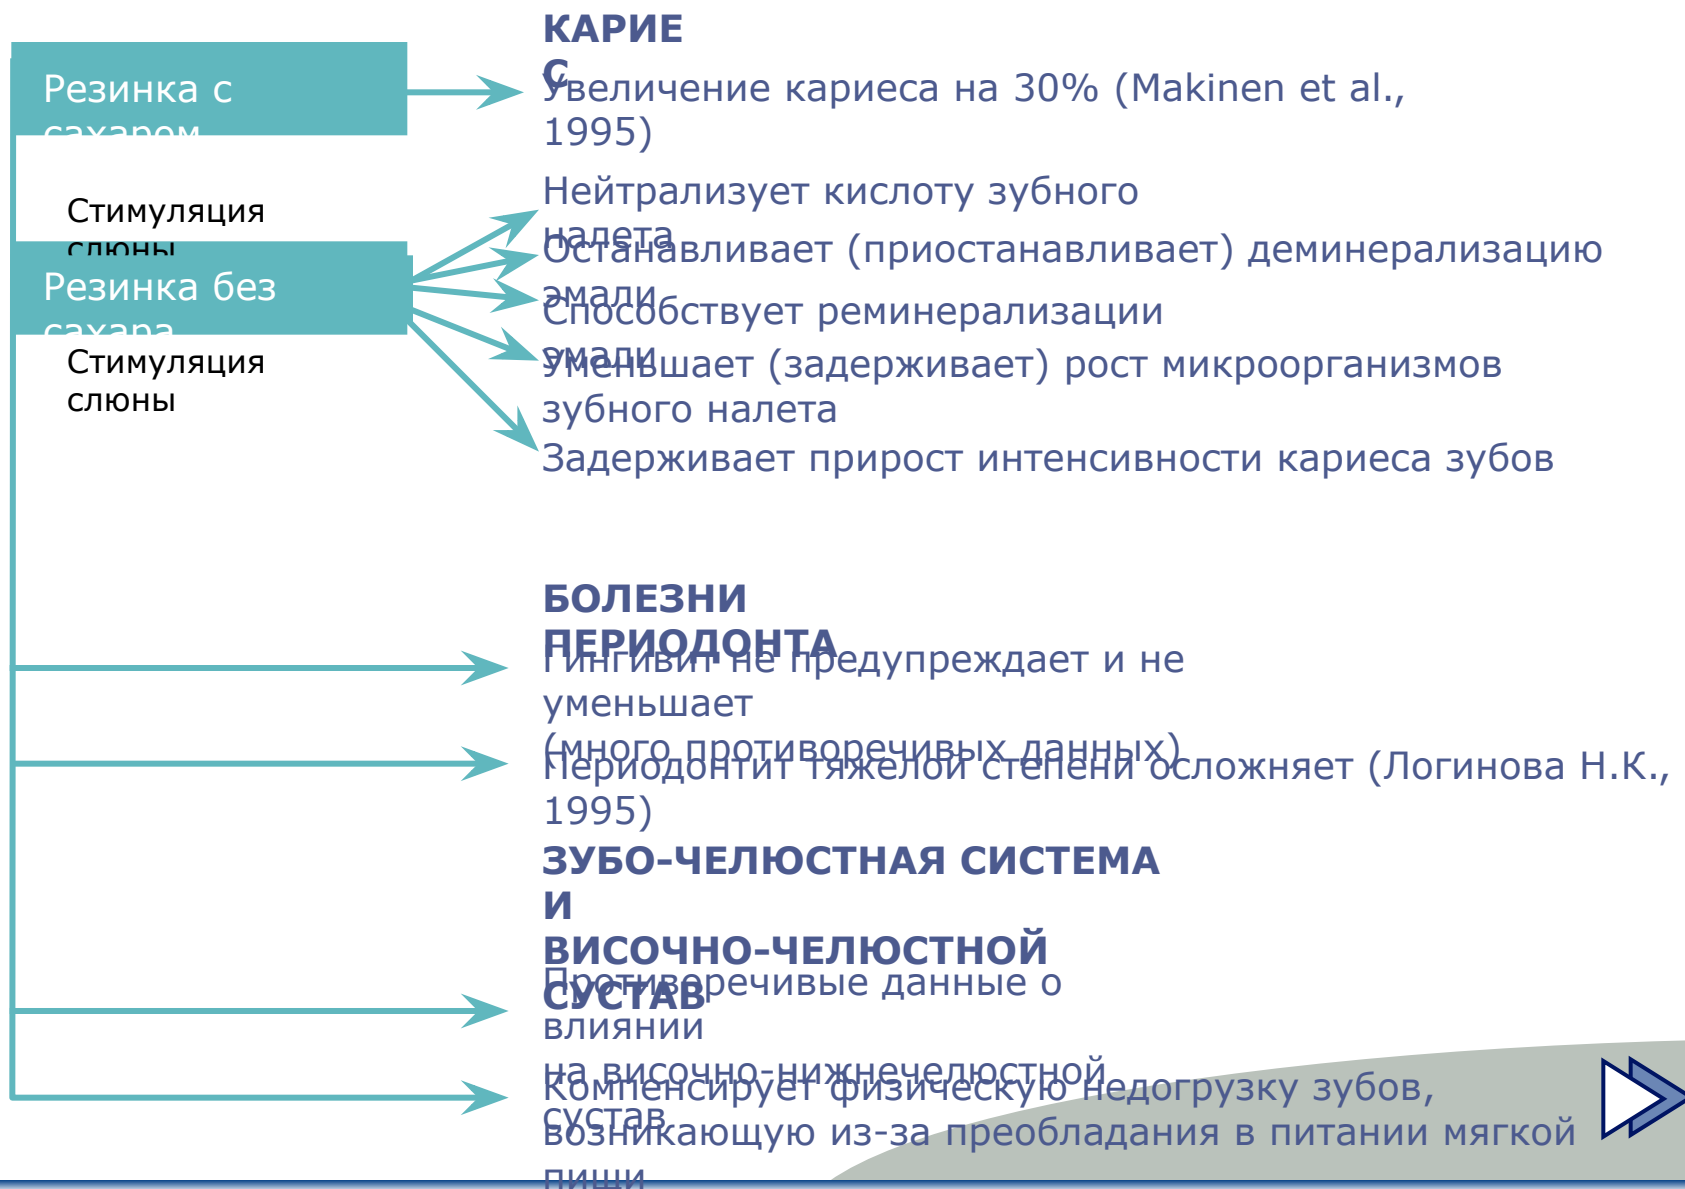 КАРИЕ
С
Резинка с
сахаром
Увеличение кариеса на 30% (Makinen et al.,
1995)
Стимуляция
слюны
Нейтрализует кислоту зубного
налета
Останавливает (приостанавливает) деминерализацию
эмали
Резинка без
сахара
Способствует реминерализации
эмали
Стимуляция
слюны
Уменьшает (задерживает) рост микроорганизмов
зубного налета
Задерживает прирост интенсивности кариеса зубов
БОЛЕЗНИ
ПЕРИОДОНТА
Гингивит не предупреждает и не
уменьшает
(много противоречивых данных)
Периодонтит тяжелой степени осложняет (Логинова Н.К.,
1995)
ЗУБО-ЧЕЛЮСТНАЯ СИСТЕМА
И
ВИСОЧНО-ЧЕЛЮСТНОЙ
СУСТАВ
Противоречивые данные о
влиянии
на височно-нижнечелюстной
сустав
Компенсирует физическую недогрузку зубов,
возникающую из-за преобладания в питании мягкой
пищи